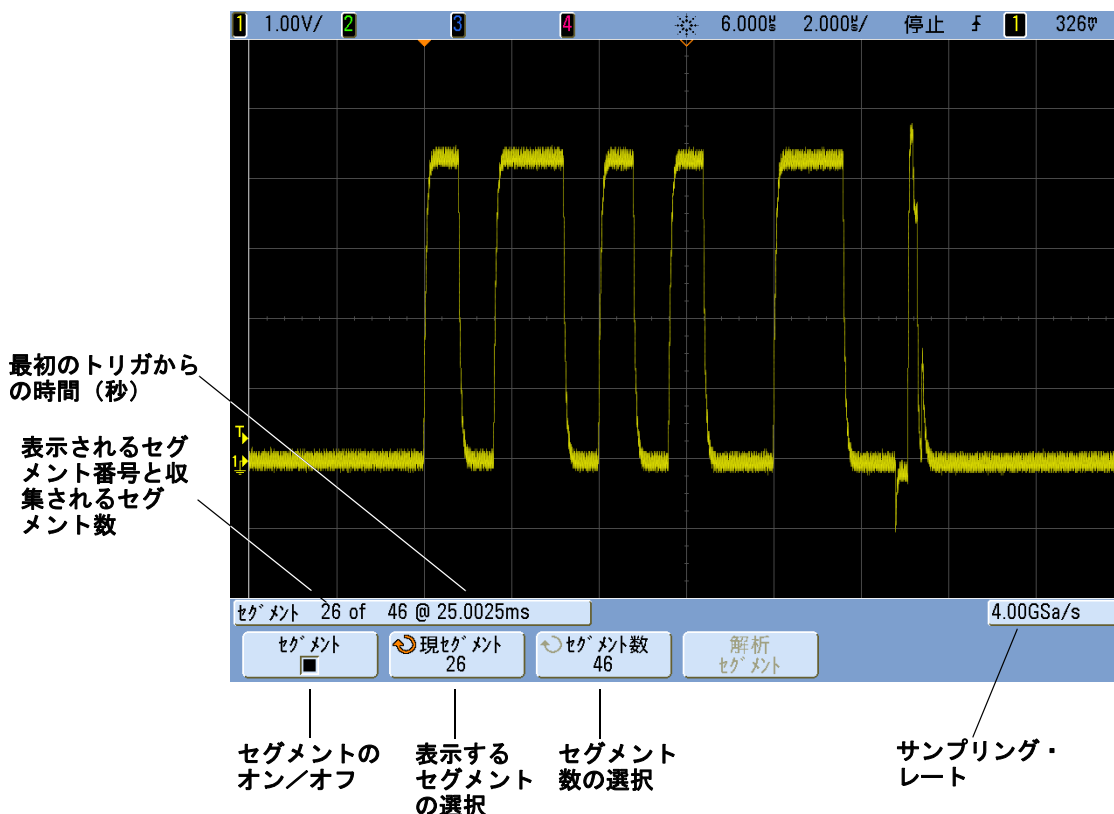 1 1.00V/ 2 3 4 6.000µs 2.000µs/ 停止 1 326mV
最初のトリガから
の時間（秒）
表示されるセグ
メント番号と収
集されるセグ
メント数
T
1
ｾｸﾞﾒﾝﾄ 26 of 46 @ 25.0025ms
4.00GSa/s
ｾｸﾞﾒﾝﾄ
現ｾｸﾞﾒﾝﾄ
26
ｾｸﾞﾒﾝﾄ数
46
解析
ｾｸﾞﾒﾝﾄ
セグメントの
オン／オフ
表示する
セグメント
の選択
セグメント
数の選択
サンプリング・
レート